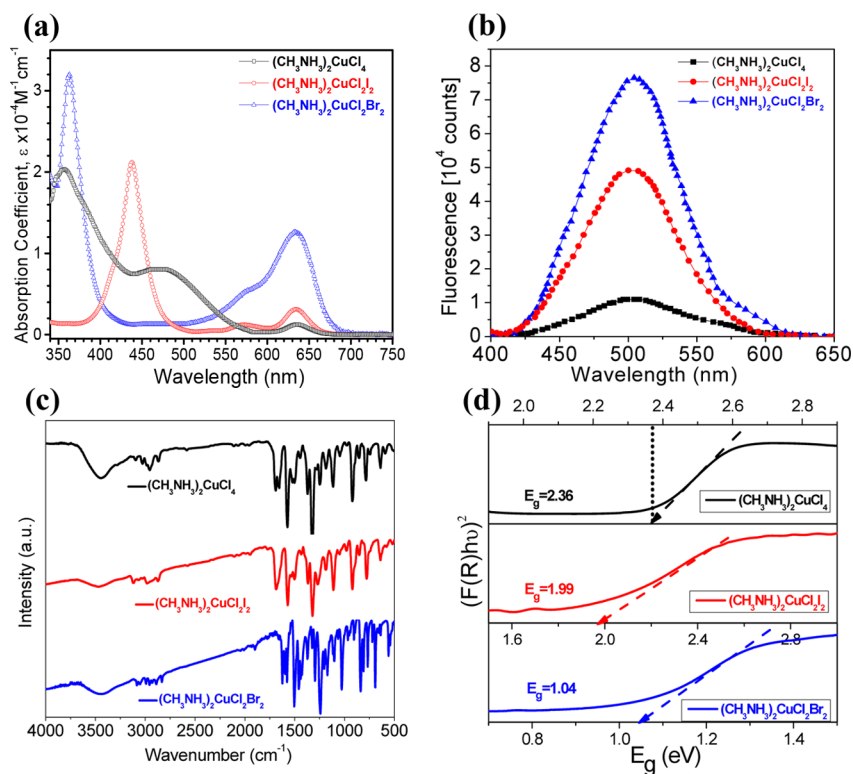 (a)
Absorption Coefficient, ε x10⁻⁴M⁻¹cm⁻¹
3
2
1
0
(CH₃NH₃)₂CuCl₄
(CH₃NH₃)₂CuCl₂I₂
(CH₃NH₃)₂CuCl₂Br₂
350 400 450 500 550 600 650 700 750
Wavelength (nm)
(b)
Fluorescence [10⁴ counts]
8
7
6
5
4
3
2
1
0
(CH₃NH₃)₂CuCl₄
(CH₃NH₃)₂CuCl₂I₂
(CH₃NH₃)₂CuCl₂Br₂
400 450 500 550 600 650
Wavelength (nm)
(c)
Intensity (a.u.)
(CH₃NH₃)₂CuCl₄
(CH₃NH₃)₂CuCl₂I₂
(CH₃NH₃)₂CuCl₂Br₂
4000 3500 3000 2500 2000 1500 1000 500
Wavenumber (cm⁻¹)
(d)
2.0 2.2 2.4 2.6 2.8
(F(R)hυ)²
E_g=2.36
(CH₃NH₃)₂CuCl₄
E_g=1.99
(CH₃NH₃)₂CuCl₂I₂
1.6 2.0 2.4 2.8
E_g=1.04
(CH₃NH₃)₂CuCl₂Br₂
0.8 1.0 1.2 1.4
E_g (eV)